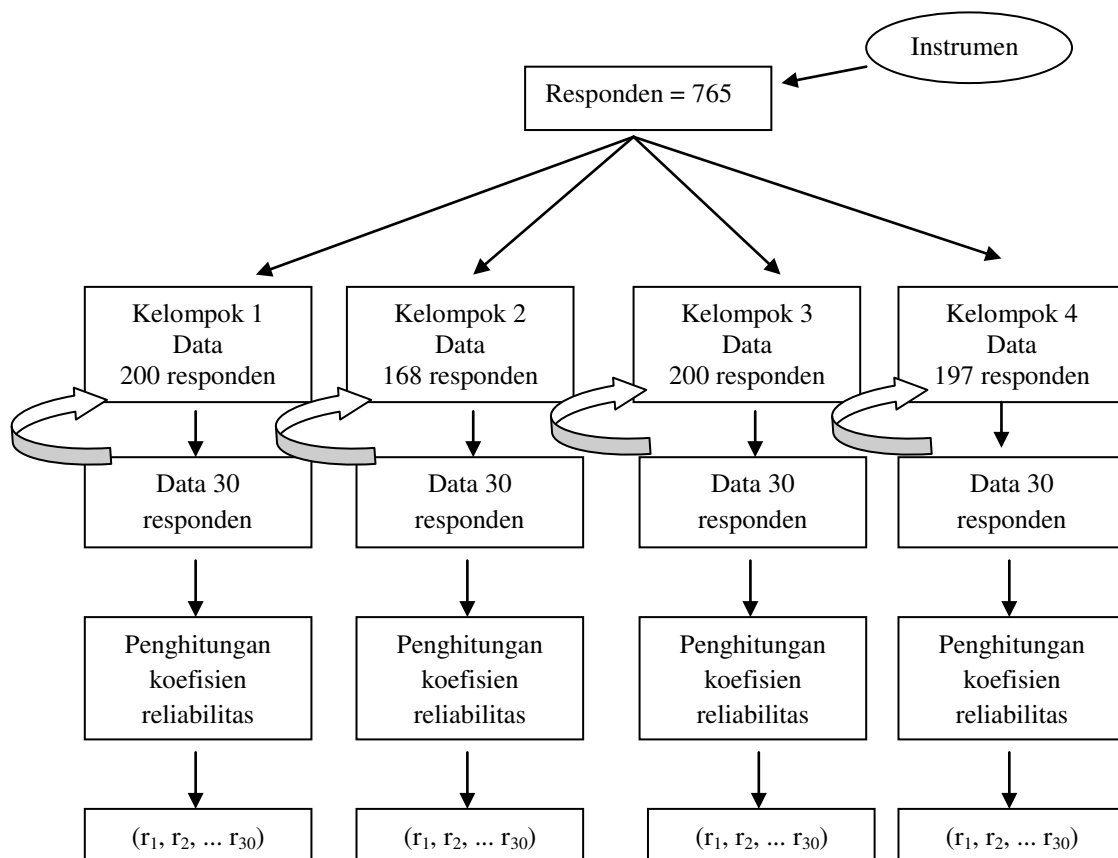 Instrumen
Responden = 765
Kelompok 1
Data
200 responden
Kelompok 2
Data
168 responden
Kelompok 3
Data
200 responden
Kelompok 4
Data
197 responden
Data 30
responden
Data 30
responden
Data 30
responden
Data 30
responden
Penghitungan
koefisien
reliabilitas
Penghitungan
koefisien
reliabilitas
Penghitungan
koefisien
reliabilitas
Penghitungan
koefisien
reliabilitas
(r₁, r₂, ... r₃₀)
(r₁, r₂, ... r₃₀)
(r₁, r₂, ... r₃₀)
(r₁, r₂, ... r₃₀)